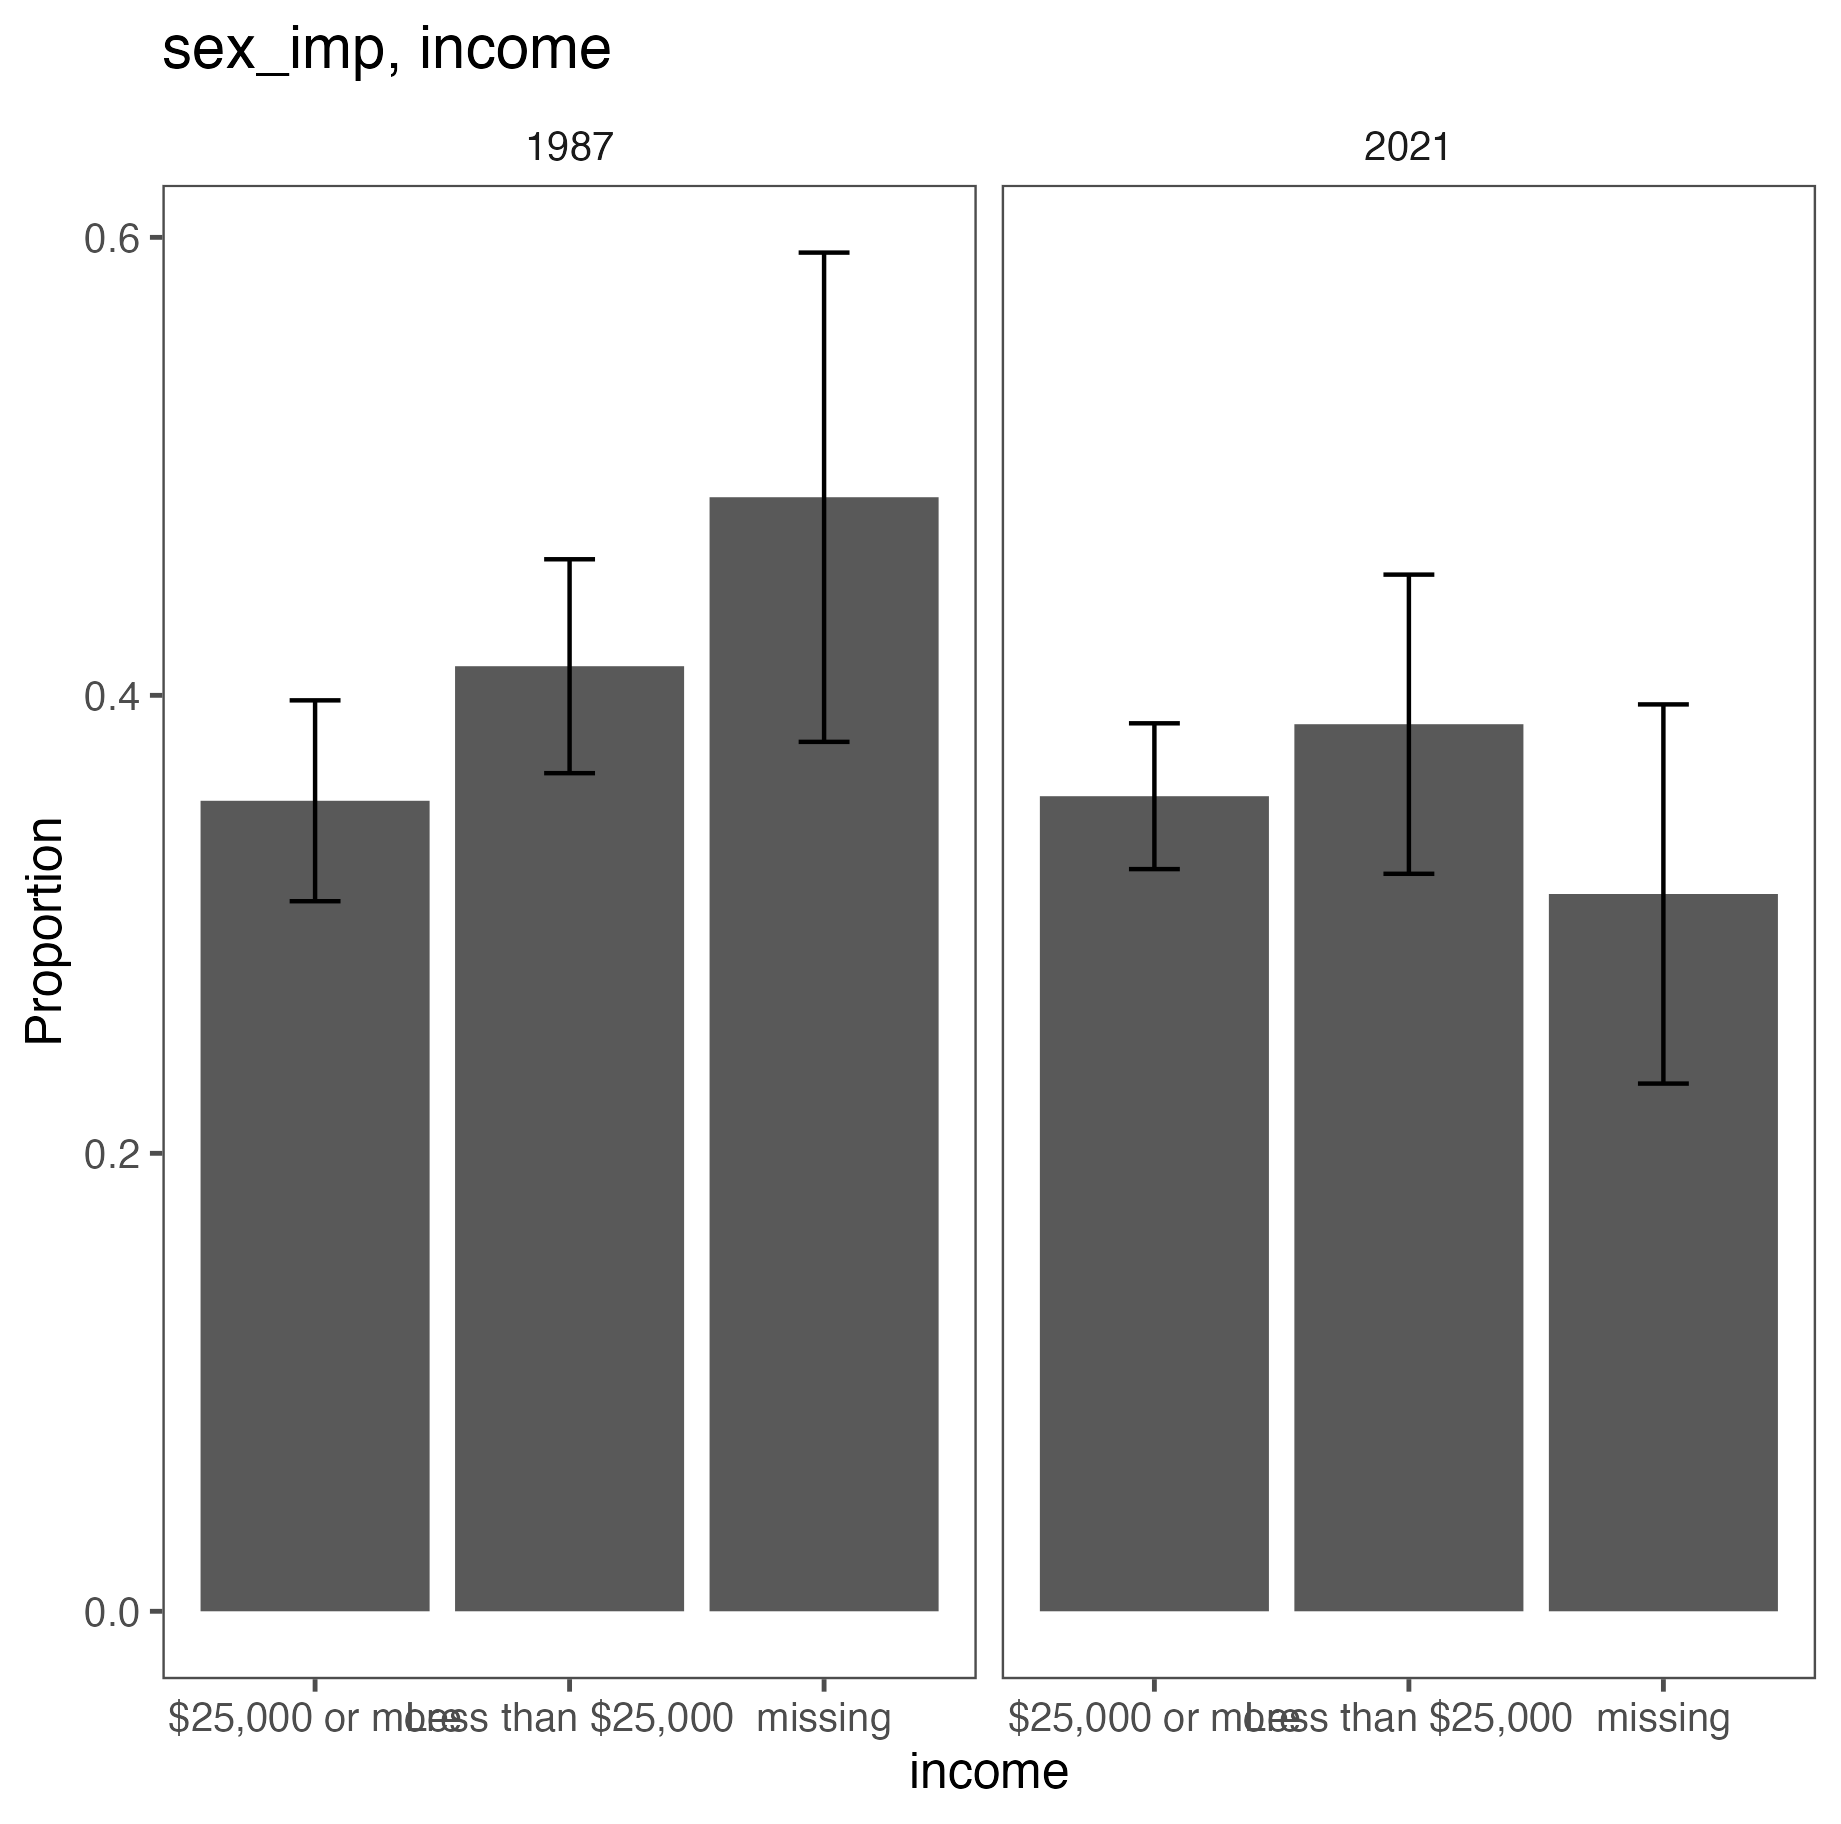 sex_imp, income
1987
2021
0.6
0.4
0.2
0.0
Proportion
$25,000 or more
Less than $25,000
missing
$25,000 or more
Less than $25,000
missing
income